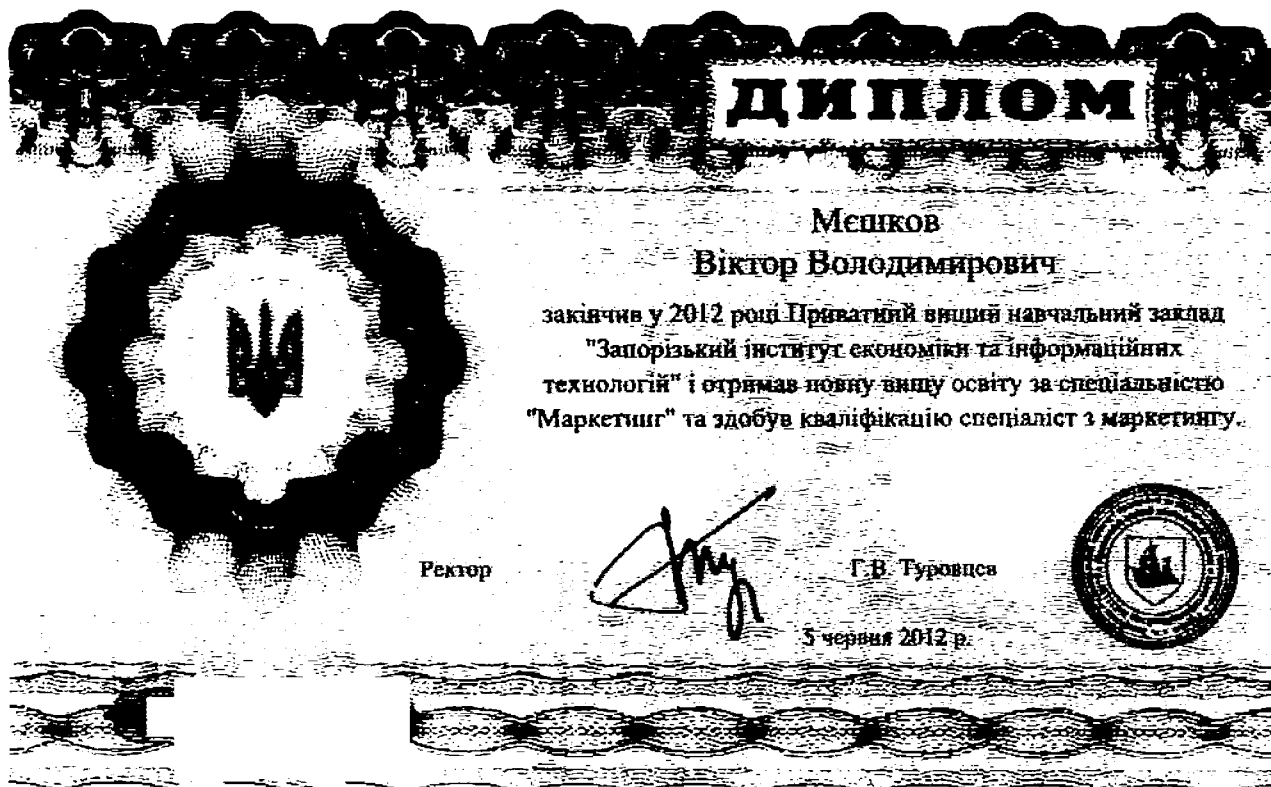 ДИПЛОМ
Мєшков
Віктор Володимирович
закінчив у 2012 році Приватний вищий навчальний заклад
"Запорізький інститут економіки та інформаційних
технологій" і отримав повну вищу освіту за спеціальністю
"Маркетинг" та здобув кваліфікацію спеціаліст з маркетингу.
Ректор
Г.В. Туровцев
5 червня 2012 р.